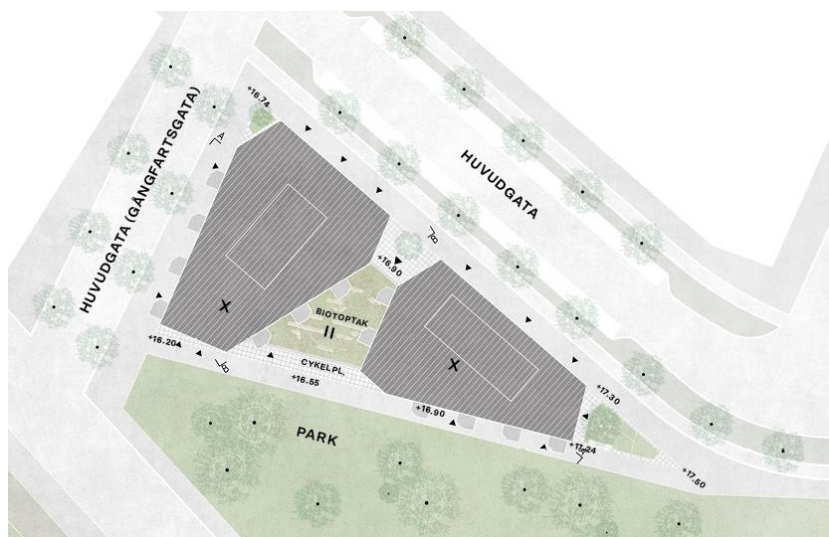 +16.74
HUVUDGATA (GÅNGFARTSGATA)
A
HUVUDGATA
B
+16.90
BIOTOPTAK
X
II
+16.20
CYKELPL.
X
B
+16.55
+17.30
+16.90
PARK
+17.24
+17.50